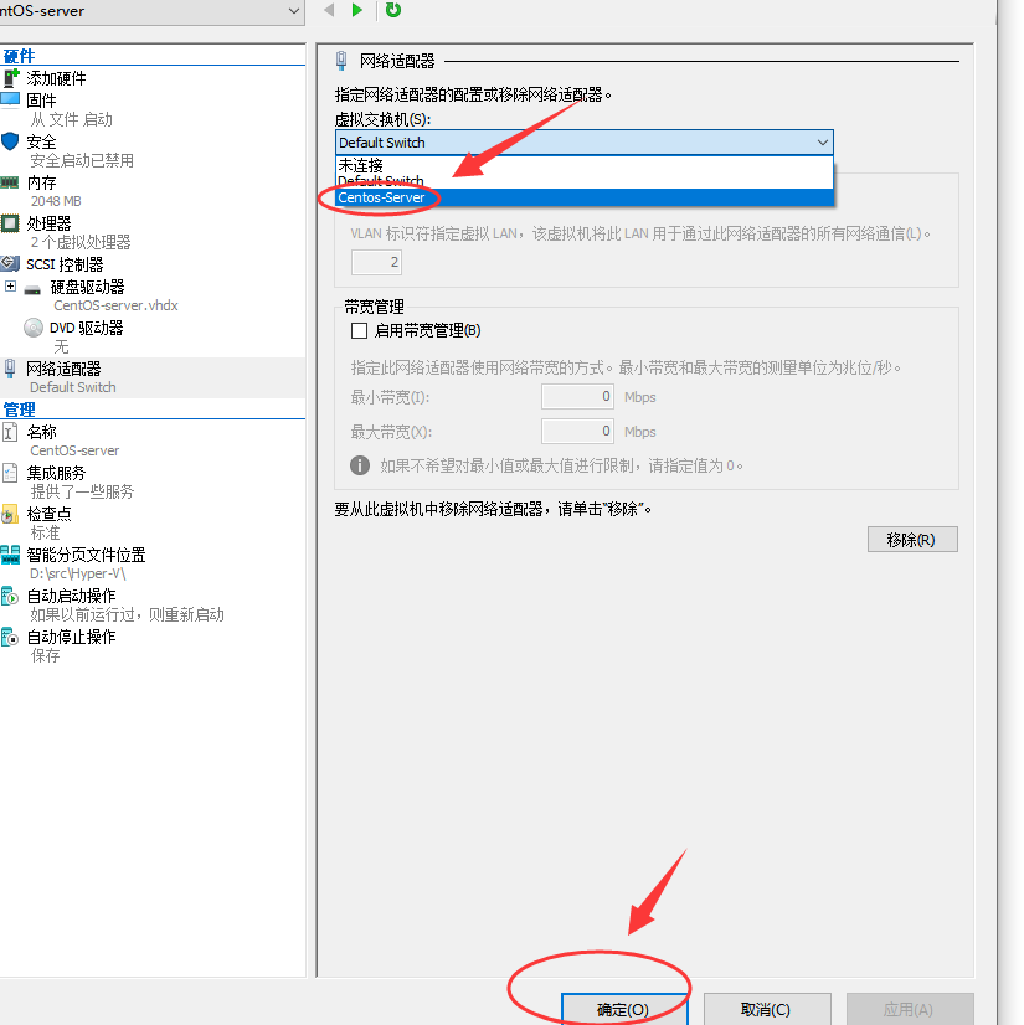 ntOS-server
硬件
添加硬件
固件
从 文件 启动
安全
安全启动已禁用
内存
2048 MB
处理器
2 个虚拟处理器
SCSI 控制器
硬盘驱动器
CentOS-server.vhdx
DVD 驱动器
无
网络适配器
Default Switch
管理
名称
CentOS-server
集成服务
提供了一些服务
检查点
标准
智能分页文件位置
D:\src\Hyper-V\
自动启动操作
如果以前运行过，则重新启动
自动停止操作
保存
网络适配器
指定网络适配器的配置或移除网络适配器。
虚拟交换机(S):
Default Switch
未连接
Default Switch
Centos-Server
VLAN 标识符指定虚拟 LAN，该虚拟机将此 LAN 用于通过此网络适配器的所有网络通信(L)。
2
带宽管理
启用带宽管理(B)
指定此网络适配器使用网络带宽的方式。最小带宽和最大带宽的测量单位为兆位/秒。
最小带宽(I): 0 Mbps
最大带宽(X): 0 Mbps
如果不希望对最小值或最大值进行限制，请指定值为 0。
要从此虚拟机中移除网络适配器，请单击“移除”。
移除(R)
确定(O) 取消(C) 应用(A)